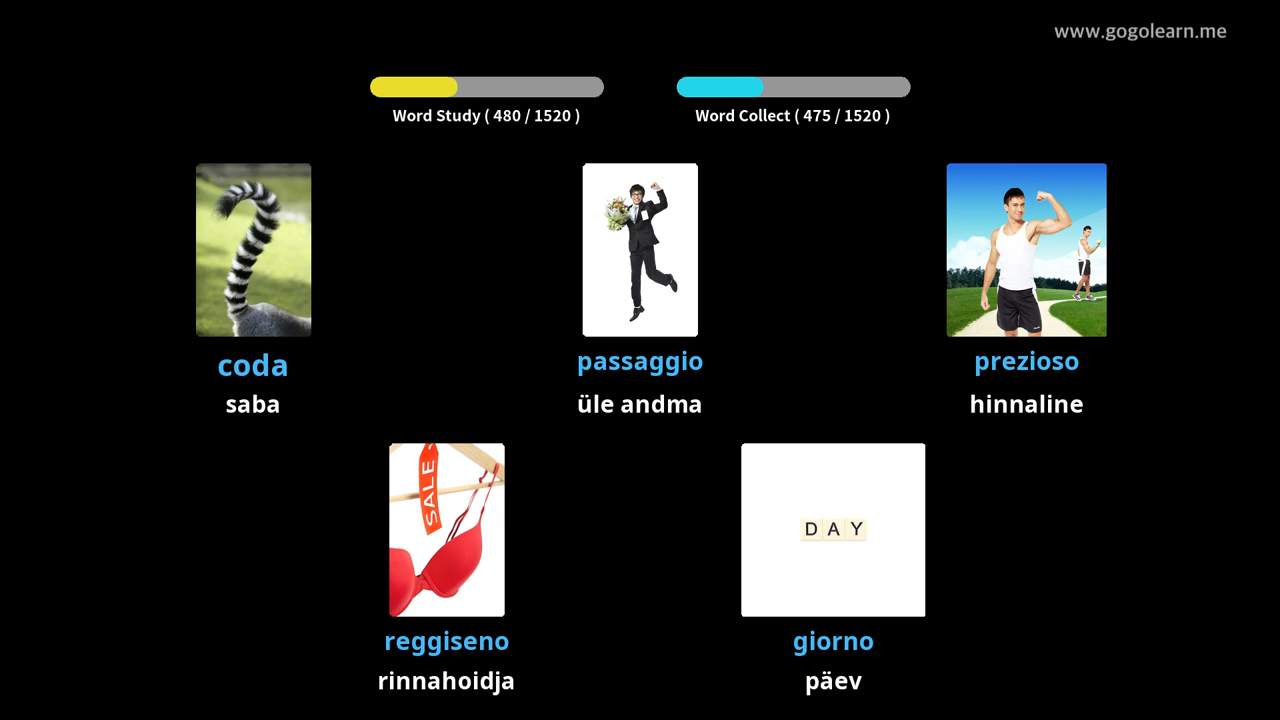 www.gogolearn.me
Word Study ( 480 / 1520 )
Word Collect ( 475 / 1520 )
coda
saba
passaggio
üle andma
prezioso
hinnaline
SALE
reggiseno
rinnahoidja
DAY
giorno
päev